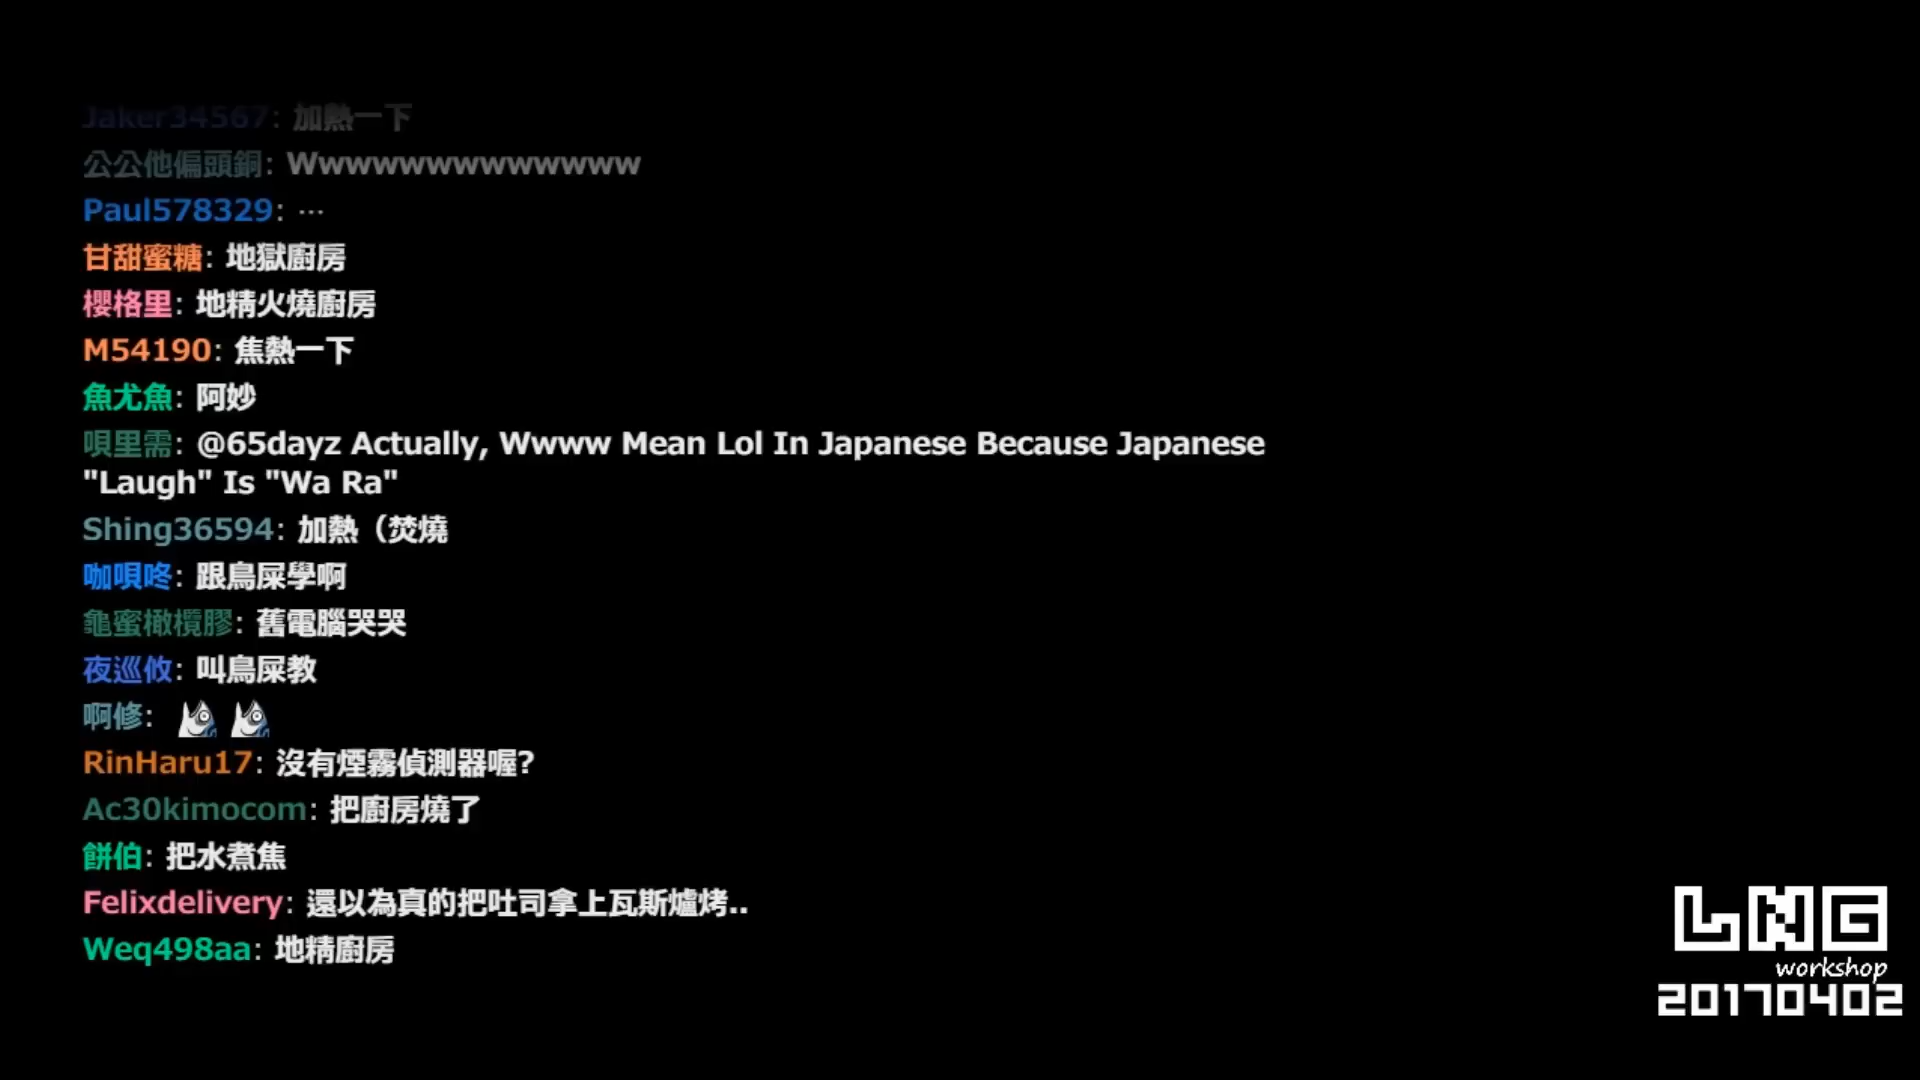 Jaker34567: 加熱一下
公公他偏頭銅: Wwwwwwwwwwwww
Paul578329: ...
甘甜蜜糖: 地獄廚房
櫻格里: 地精火燒廚房
M54190: 焦熱一下
魚尤魚: 阿妙
唄里需: @65dayz Actually, Wwww Mean Lol In Japanese Because Japanese
"Laugh" Is "Wa Ra"
Shing36594: 加熱（焚燒
咖唄咚: 跟鳥屎學啊
龜蜜橄欖膠: 舊電腦哭哭
夜巡攸: 叫鳥屎教
啊修:
RinHaru17: 沒有煙霧偵測器喔?
Ac30kimocom: 把廚房燒了
餅伯: 把水煮焦
Felixdelivery: 還以為真的把吐司拿上瓦斯爐烤..
Weq498aa: 地精廚房
LNG
workshop
20170402